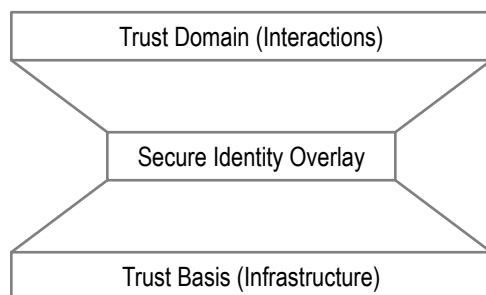 Trust Domain (Interactions)
Secure Identity Overlay
Trust Basis (Infrastructure)